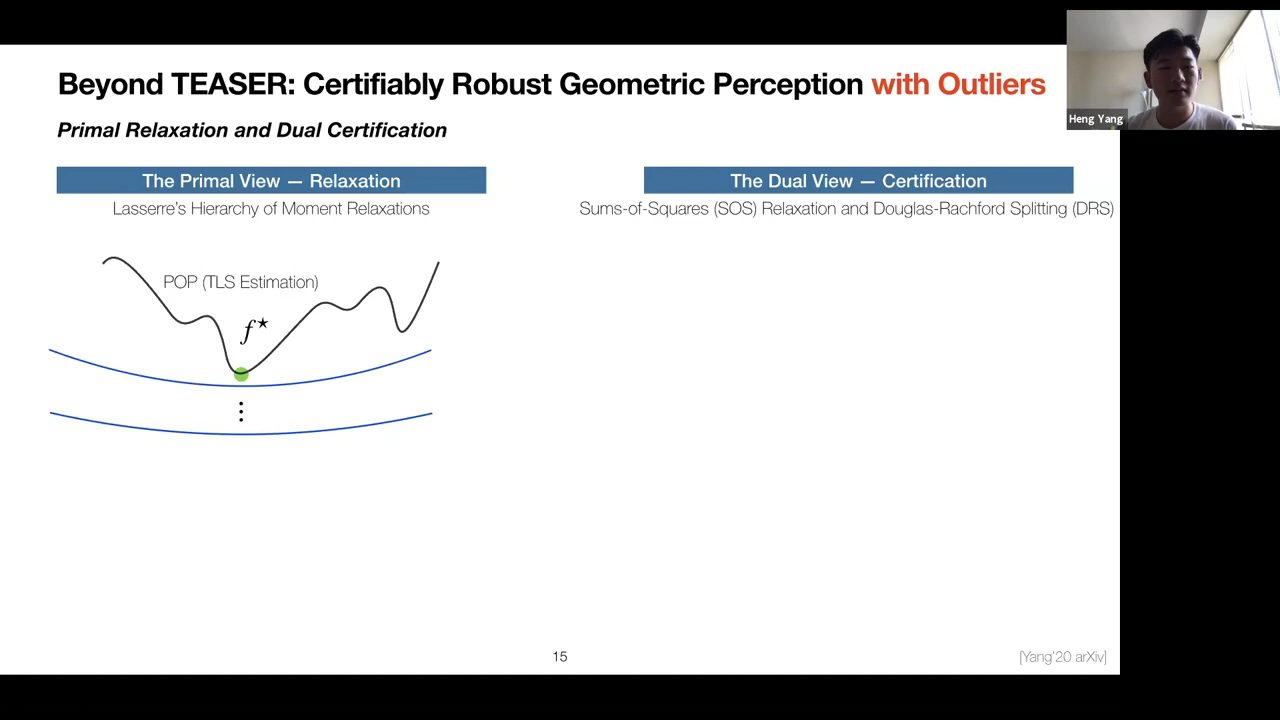 Beyond TEASER: Certifiably Robust Geometric Perception with Outliers
Heng Yang
Primal Relaxation and Dual Certification
The Primal View — Relaxation
Lasserre's Hierarchy of Moment Relaxations
POP (TLS Estimation)
f★
⋮
The Dual View — Certification
Sums-of-Squares (SOS) Relaxation and Douglas-Rachford Splitting (DRS)
15
[Yang'20 arXiv]